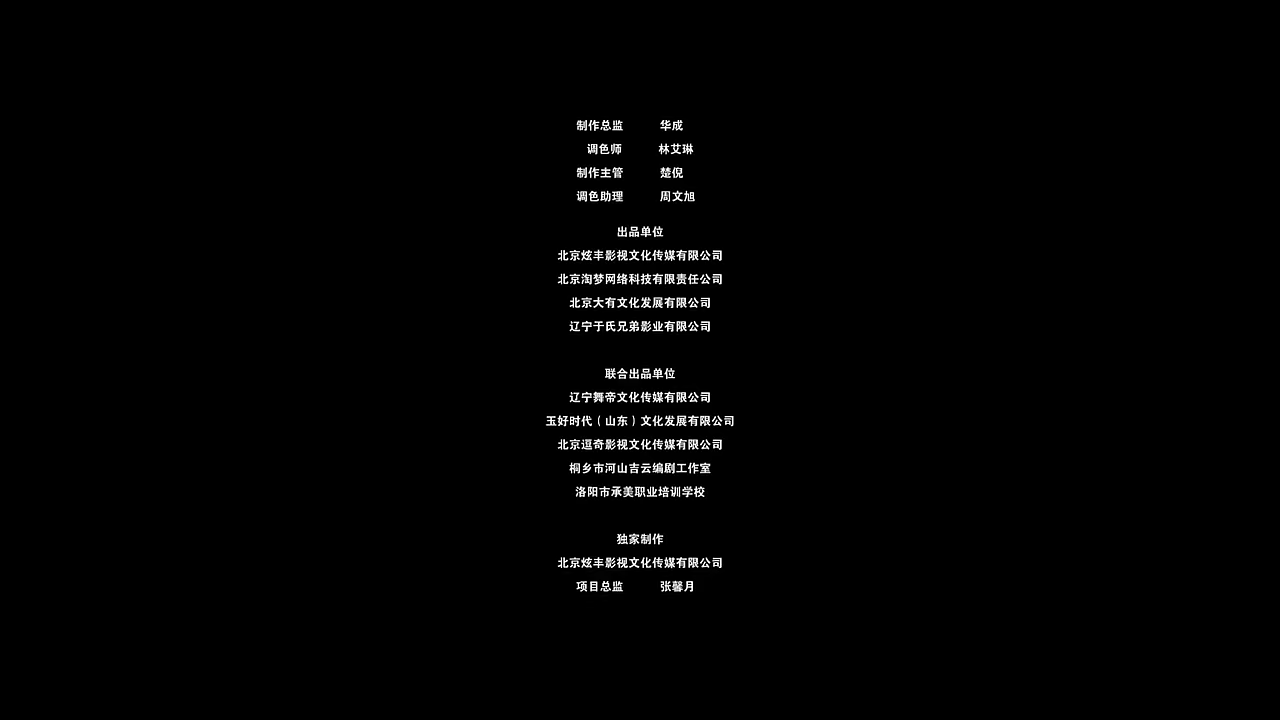 制作总监 华成
调色师 林艾琳
制作主管 楚倪
调色助理 周文旭
出品单位
北京炫丰影视文化传媒有限公司
北京淘梦网络科技有限责任公司
北京大有文化发展有限公司
辽宁于氏兄弟影业有限公司
联合出品单位
辽宁舞帝文化传媒有限公司
玉好时代（山东）文化发展有限公司
北京逗奇影视文化传媒有限公司
桐乡市河山吉云编剧工作室
洛阳市承美职业培训学校
独家制作
北京炫丰影视文化传媒有限公司
项目总监 张馨月